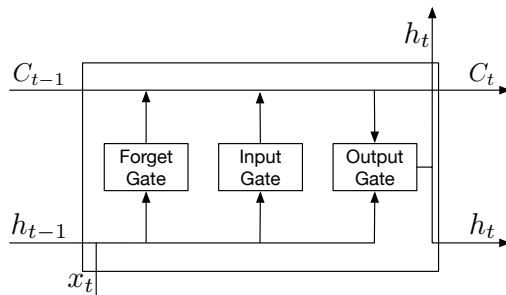 h_t
C_{t-1}
C_t
Forget
Gate
Input
Gate
Output
Gate
h_{t-1}
h_t
x_t